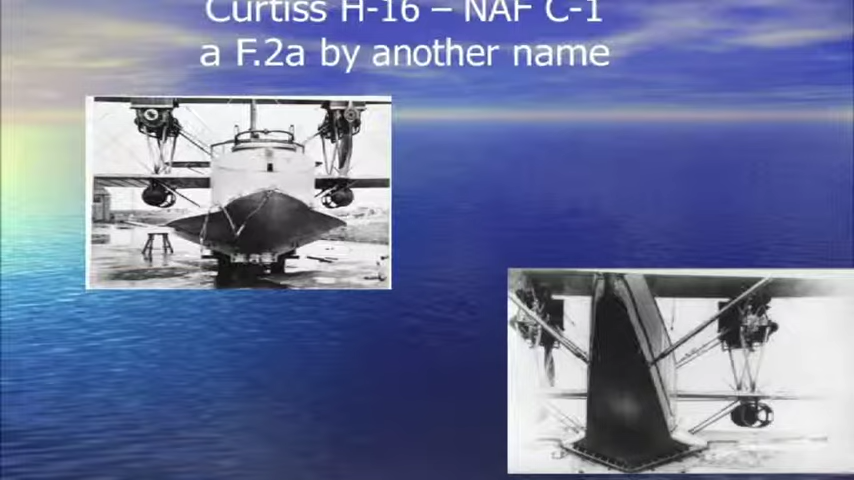 Curtiss H-16 – NAF C-1
a F.2a by another name